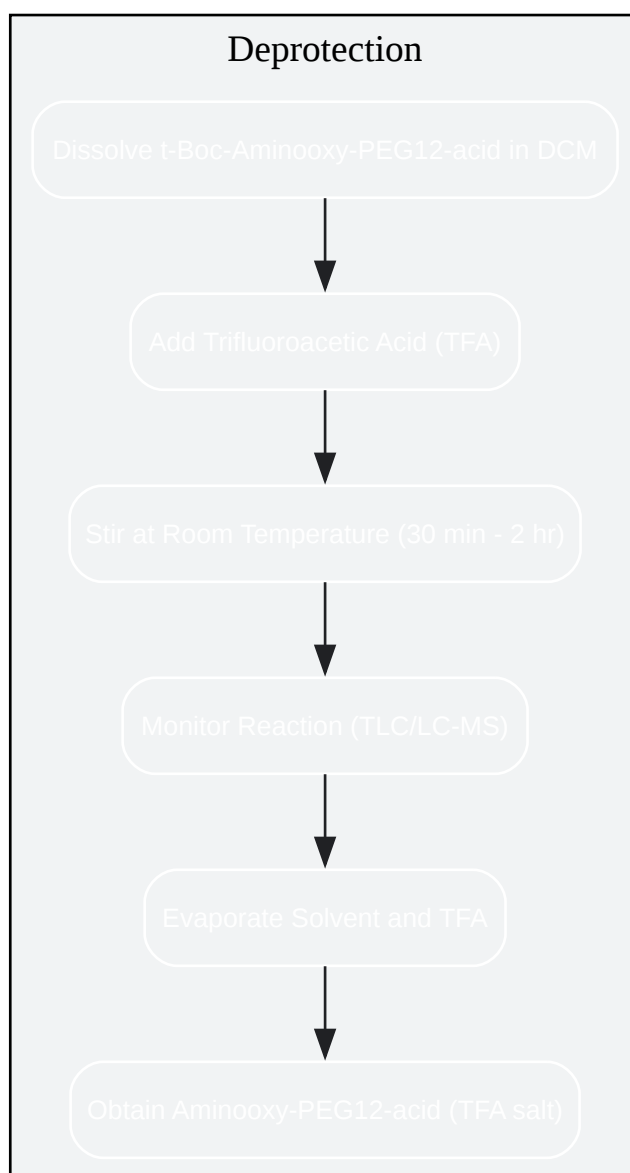 Deprotection
Dissolve t-Boc-Aminooxy-PEG12-acid in DCM
Add Trifluoroacetic Acid (TFA)
Stir at Room Temperature (30 min - 2 hr)
Monitor Reaction (TLC/LC-MS)
Evaporate Solvent and TFA
Obtain Aminooxy-PEG12-acid (TFA salt)